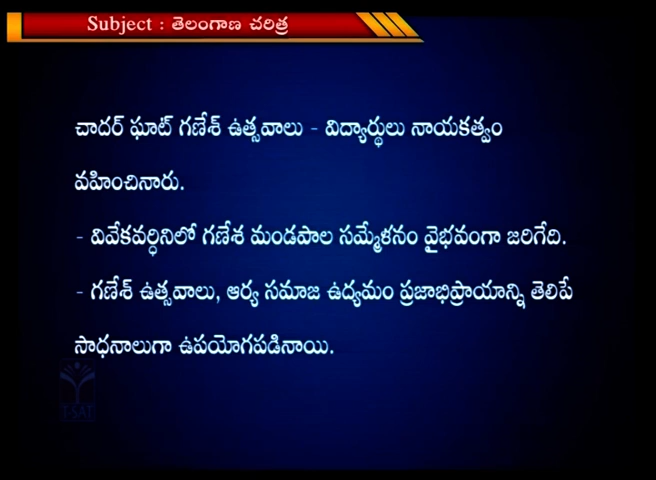 Subject : తెలంగాణ చరిత్ర
చాదర్ ఘాట్ గణేశ్ ఉత్సవాలు - విద్యార్థులు నాయకత్వం
వహించినారు.
- వివేకవర్ధినిలో గణేశ మండపాల సమ్మేళనం వైభవంగా జరిగేది.
- గణేశ్ ఉత్సవాలు, ఆర్య సమాజ ఉద్యమం ప్రజాభిప్రాయాన్ని తెలిపే
సాధనాలుగా ఉపయోగపడినాయి.
T-SAT